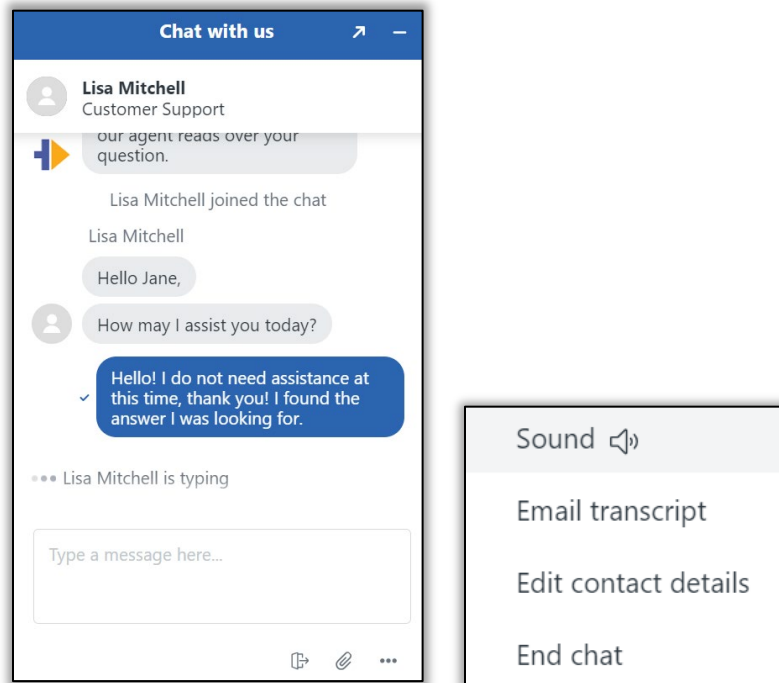 Chat with us
Lisa Mitchell
Customer Support
our agent reads over your
question.
Lisa Mitchell joined the chat
Lisa Mitchell
Hello Jane,
How may I assist you today?
Hello! I do not need assistance at
this time, thank you! I found the
answer I was looking for.
Lisa Mitchell is typing
Type a message here...
Sound
Email transcript
Edit contact details
End chat